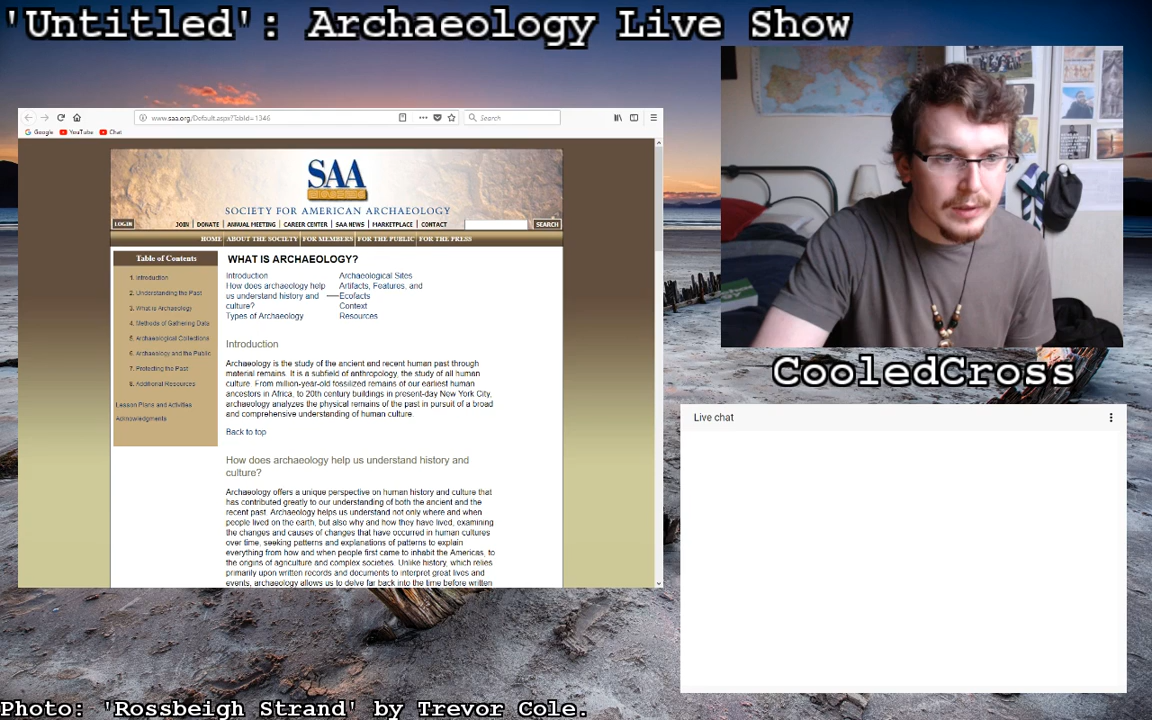 'Untitled': Archaeology Live Show
www.saa.org/Default.aspx?TabId=1346
Search
Google YouTube Chat
SAA
SOCIETY FOR AMERICAN ARCHAEOLOGY
LOGIN JOIN DONATE ANNUAL MEETING CAREER CENTER SAA NEWS MARKETPLACE CONTACT SEARCH
HOME ABOUT THE SOCIETY FOR MEMBERS FOR THE PUBLIC FOR THE PRESS
Table of Contents
1. Introduction
2. Understanding the Past
3. What is Archaeology
4. Methods of Gathering Data
5. Archaeological Collections
6. Archaeology and the Public
7. Protecting the Past
8. Additional Resources
Lesson Plans and Activities
Acknowledgments
WHAT IS ARCHAEOLOGY?
Introduction
How does archaeology help
us understand history and
culture?
Types of Archaeology
Archaeological Sites
Artifacts, Features, and
Ecofacts
Context
Resources
Introduction
Archaeology is the study of the ancient and recent human past through
material remains. It is a subfield of anthropology, the study of all human
culture. From million-year-old fossilized remains of our earliest human
ancestors in Africa, to 20th century buildings in present-day New York City,
archaeology analyzes the physical remains of the past in pursuit of a broad
and comprehensive understanding of human culture.
Back to top
How does archaeology help us understand history and
culture?
Archaeology offers a unique perspective on human history and culture that
has contributed greatly to our understanding of both the ancient and the
recent past. Archaeology helps us understand not only where and when
people lived on the earth, but also why and how they have lived, examining
the changes and causes of changes that have occurred in human cultures
over time, seeking patterns and explanations of patterns to explain
everything from how and when people first came to inhabit the Americas, to
the origins of agriculture and complex societies. Unlike history, which relies
primarily upon written records and documents to interpret great lives and
events, archaeology allows us to delve far back into the time before written
CooledCross
Live chat
Photo: 'Rossbeigh Strand' by Trevor Cole.